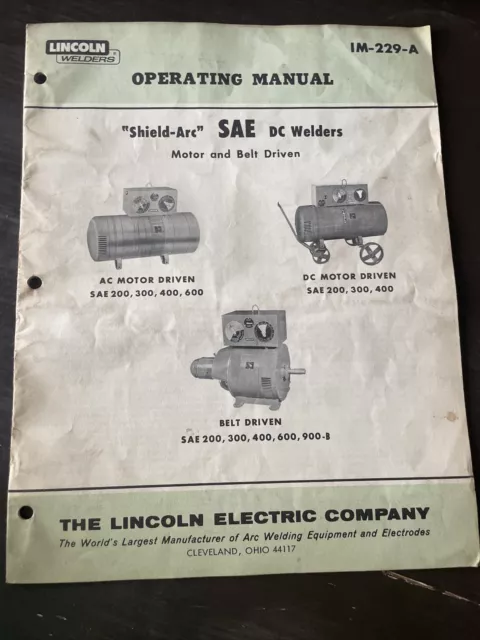 LINCOLN
WELDERS
IM-229-A
OPERATING MANUAL
"Shield-Arc" SAE DC Welders
Motor and Belt Driven
AC MOTOR DRIVEN
SAE 200, 300, 400, 600
DC MOTOR DRIVEN
SAE 200, 300, 400
BELT DRIVEN
SAE 200, 300, 400, 600, 900-B
THE LINCOLN ELECTRIC COMPANY
The World's Largest Manufacturer of Arc Welding Equipment and Electrodes
CLEVELAND, OHIO 44117